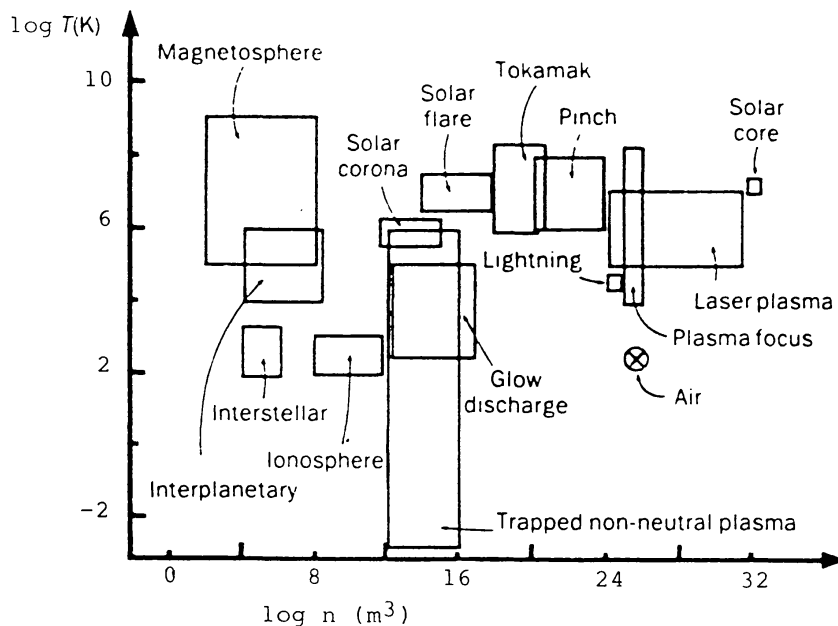 log T(K)
Magnetosphere
10
6
2
-2
Solar
flare
Solar
corona
Tokamak
Pinch
Solar
core
Lightning
Laser plasma
Plasma focus
Air
Glow
discharge
Interstellar
Ionosphere
Interplanetary
Trapped non-neutral plasma
0
8
16
24
32
log n (m³)